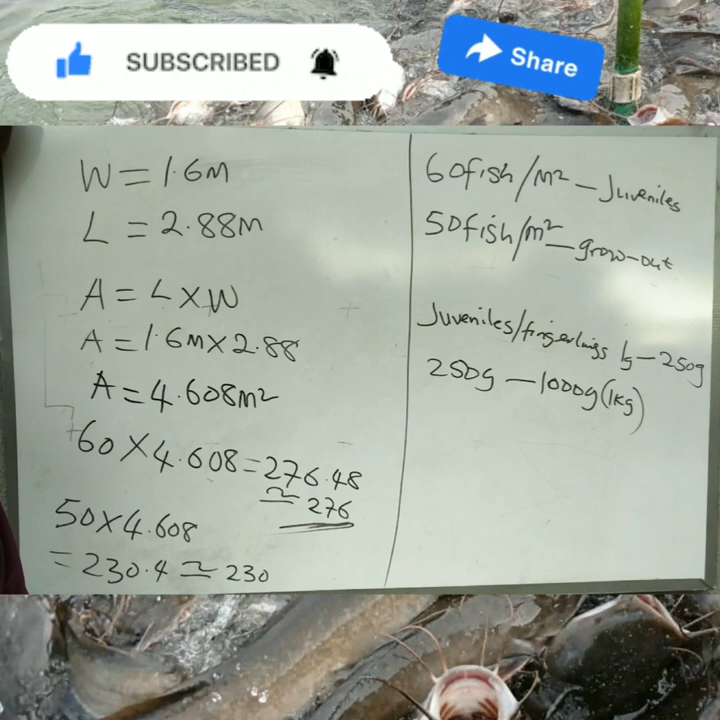 SUBSCRIBED
Share
W = 1.6M
L = 2.88M
A = L X W
A = 1.6M X 2.88
A = 4.608M2
60 X 4.608 = 276.48
≃ 276
50 X 4.608
= 230.4 ≃ 230
60fish/m2 - Juveniles
50fish/m2 - grow-out
Juveniles/fingerlings 1g - 250g
250g - 1000g (1kg)